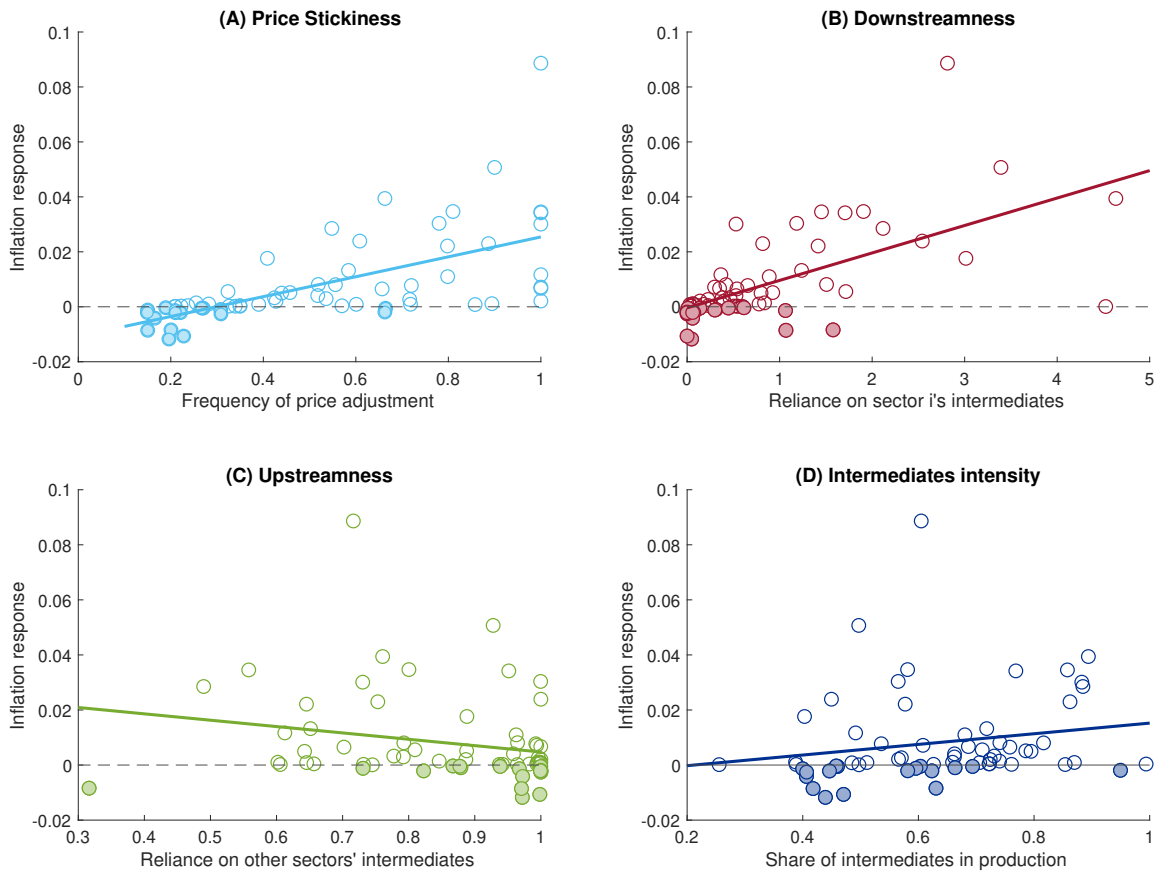 (A) Price Stickiness
0.1
0.08
0.06
0.04
0.02
0
-0.02
Inflation response
0 0.2 0.4 0.6 0.8 1
Frequency of price adjustment
(B) Downstreamness
0.1
0.08
0.06
0.04
0.02
0
-0.02
Inflation response
0 1 2 3 4 5
Reliance on sector i's intermediates
(C) Upstreamness
0.1
0.08
0.06
0.04
0.02
0
-0.02
Inflation response
0.3 0.4 0.5 0.6 0.7 0.8 0.9 1
Reliance on other sectors' intermediates
(D) Intermediates intensity
0.1
0.08
0.06
0.04
0.02
0
-0.02
Inflation response
0.2 0.4 0.6 0.8 1
Share of intermediates in production